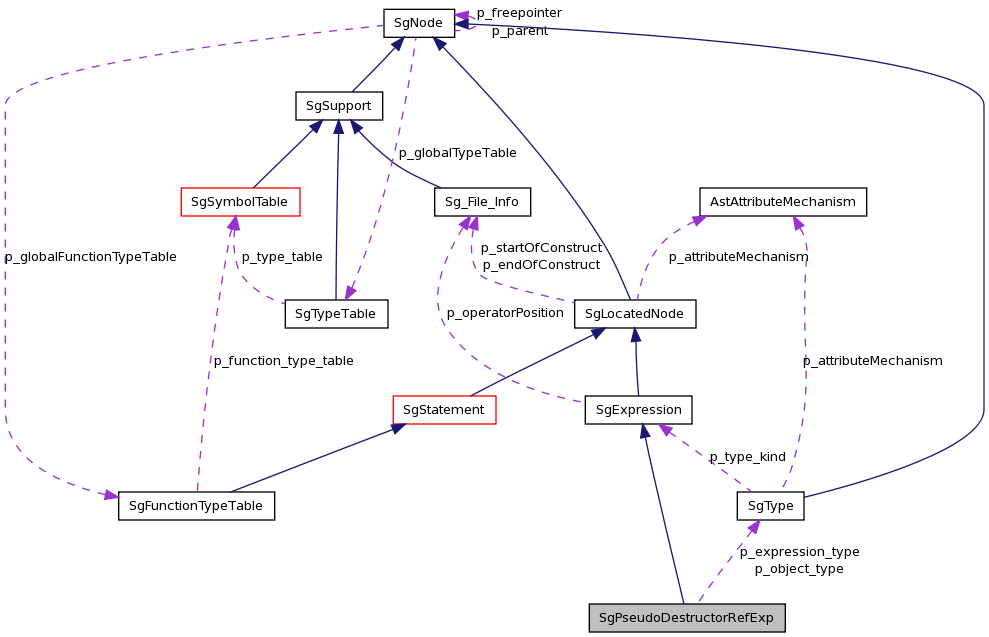 SgNode
p_freepointer
p_parent
SgSupport
p_globalTypeTable
SgSymbolTable
Sg_File_Info
AstAttributeMechanism
p_globalFunctionTypeTable
p_type_table
p_startOfConstruct
p_endOfConstruct
p_attributeMechanism
SgTypeTable
p_operatorPosition
SgLocatedNode
p_function_type_table
p_attributeMechanism
SgStatement
SgExpression
p_type_kind
SgFunctionTypeTable
SgType
p_expression_type
p_object_type
SgPseudoDestructorRefExp